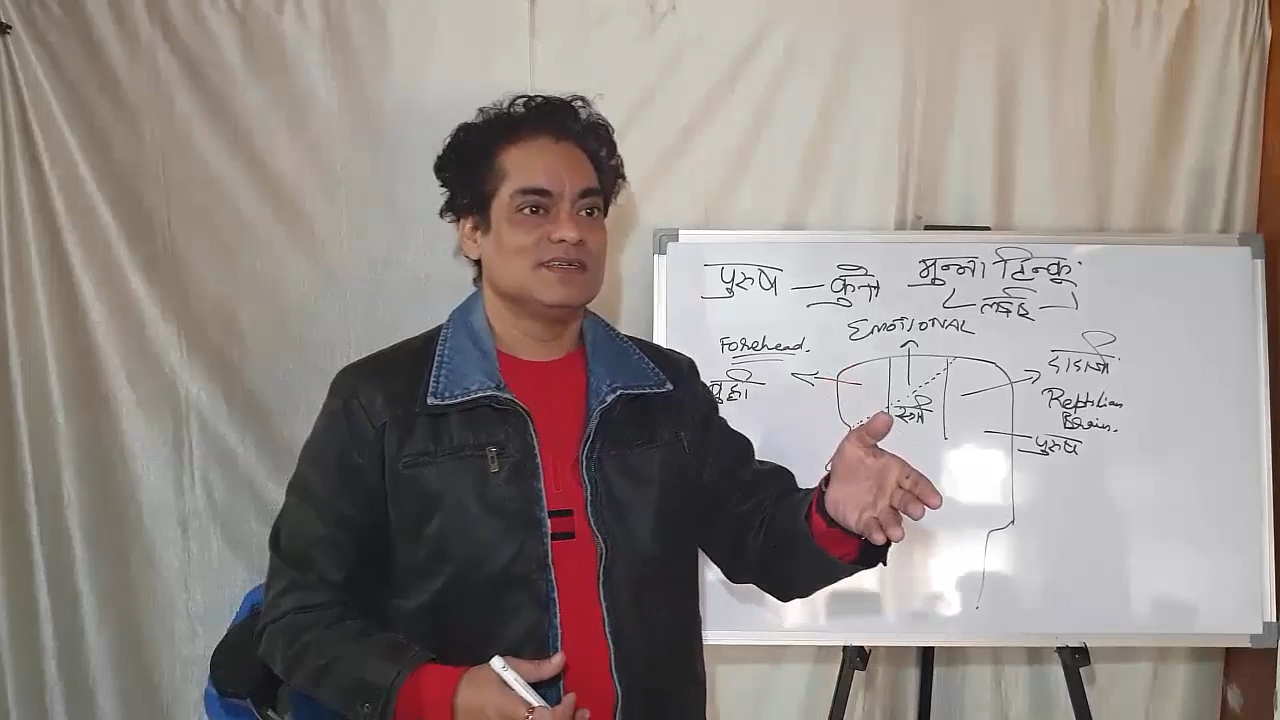 पुरुष – कुत्ता
मुन्ना हिन्कू
EMOTIONAL
Forehead.
स्त्री
Reptilian
Brain.
पुरुष